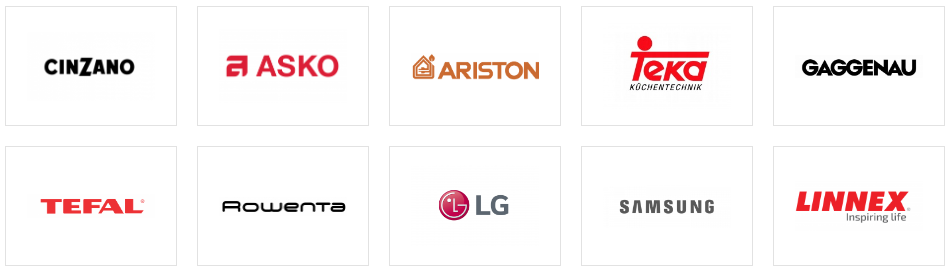 CINZANO
ASKO
ARISTON
Teka
KÜCHENTECHNIK
GAGGENAU
TEFAL®
Rowenta
LG
SAMSUNG
LINNEX
Inspiring life